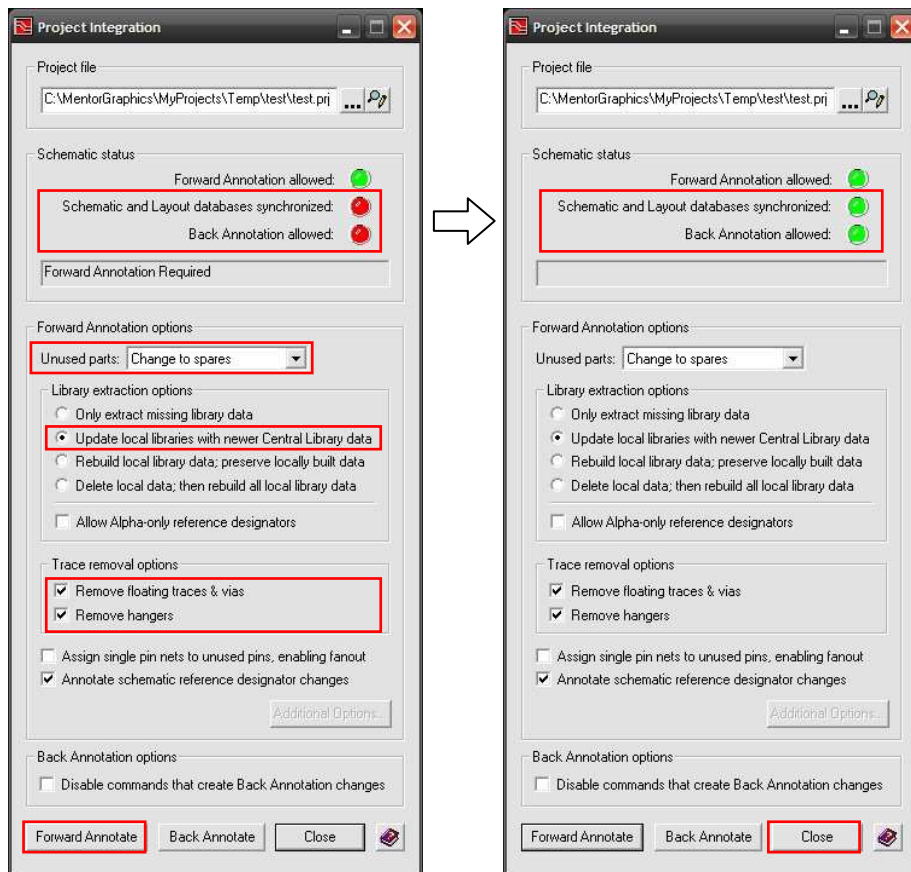 Project Integration
Project file
C:\MentorGraphics\MyProjects\Temp\test\test.prj
...
Schematic status
Forward Annotation allowed:
Schematic and Layout databases synchronized:
Back Annotation allowed:
Forward Annotation Required
Forward Annotation options
Unused parts: Change to spares
Library extraction options
Only extract missing library data
Update local libraries with newer Central Library data
Rebuild local library data; preserve locally built data
Delete local data; then rebuild all local library data
Allow Alpha-only reference designators
Trace removal options
Remove floating traces & vias
Remove hangers
Assign single pin nets to unused pins, enabling fanout
Annotate schematic reference designator changes
Additional Options...
Back Annotation options
Disable commands that create Back Annotation changes
Forward Annotate Back Annotate Close
Project Integration
Project file
C:\MentorGraphics\MyProjects\Temp\test\test.prj
...
Schematic status
Forward Annotation allowed:
Schematic and Layout databases synchronized:
Back Annotation allowed:
Forward Annotation options
Unused parts: Change to spares
Library extraction options
Only extract missing library data
Update local libraries with newer Central Library data
Rebuild local library data; preserve locally built data
Delete local data; then rebuild all local library data
Allow Alpha-only reference designators
Trace removal options
Remove floating traces & vias
Remove hangers
Assign single pin nets to unused pins, enabling fanout
Annotate schematic reference designator changes
Additional Options...
Back Annotation options
Disable commands that create Back Annotation changes
Forward Annotate Back Annotate Close